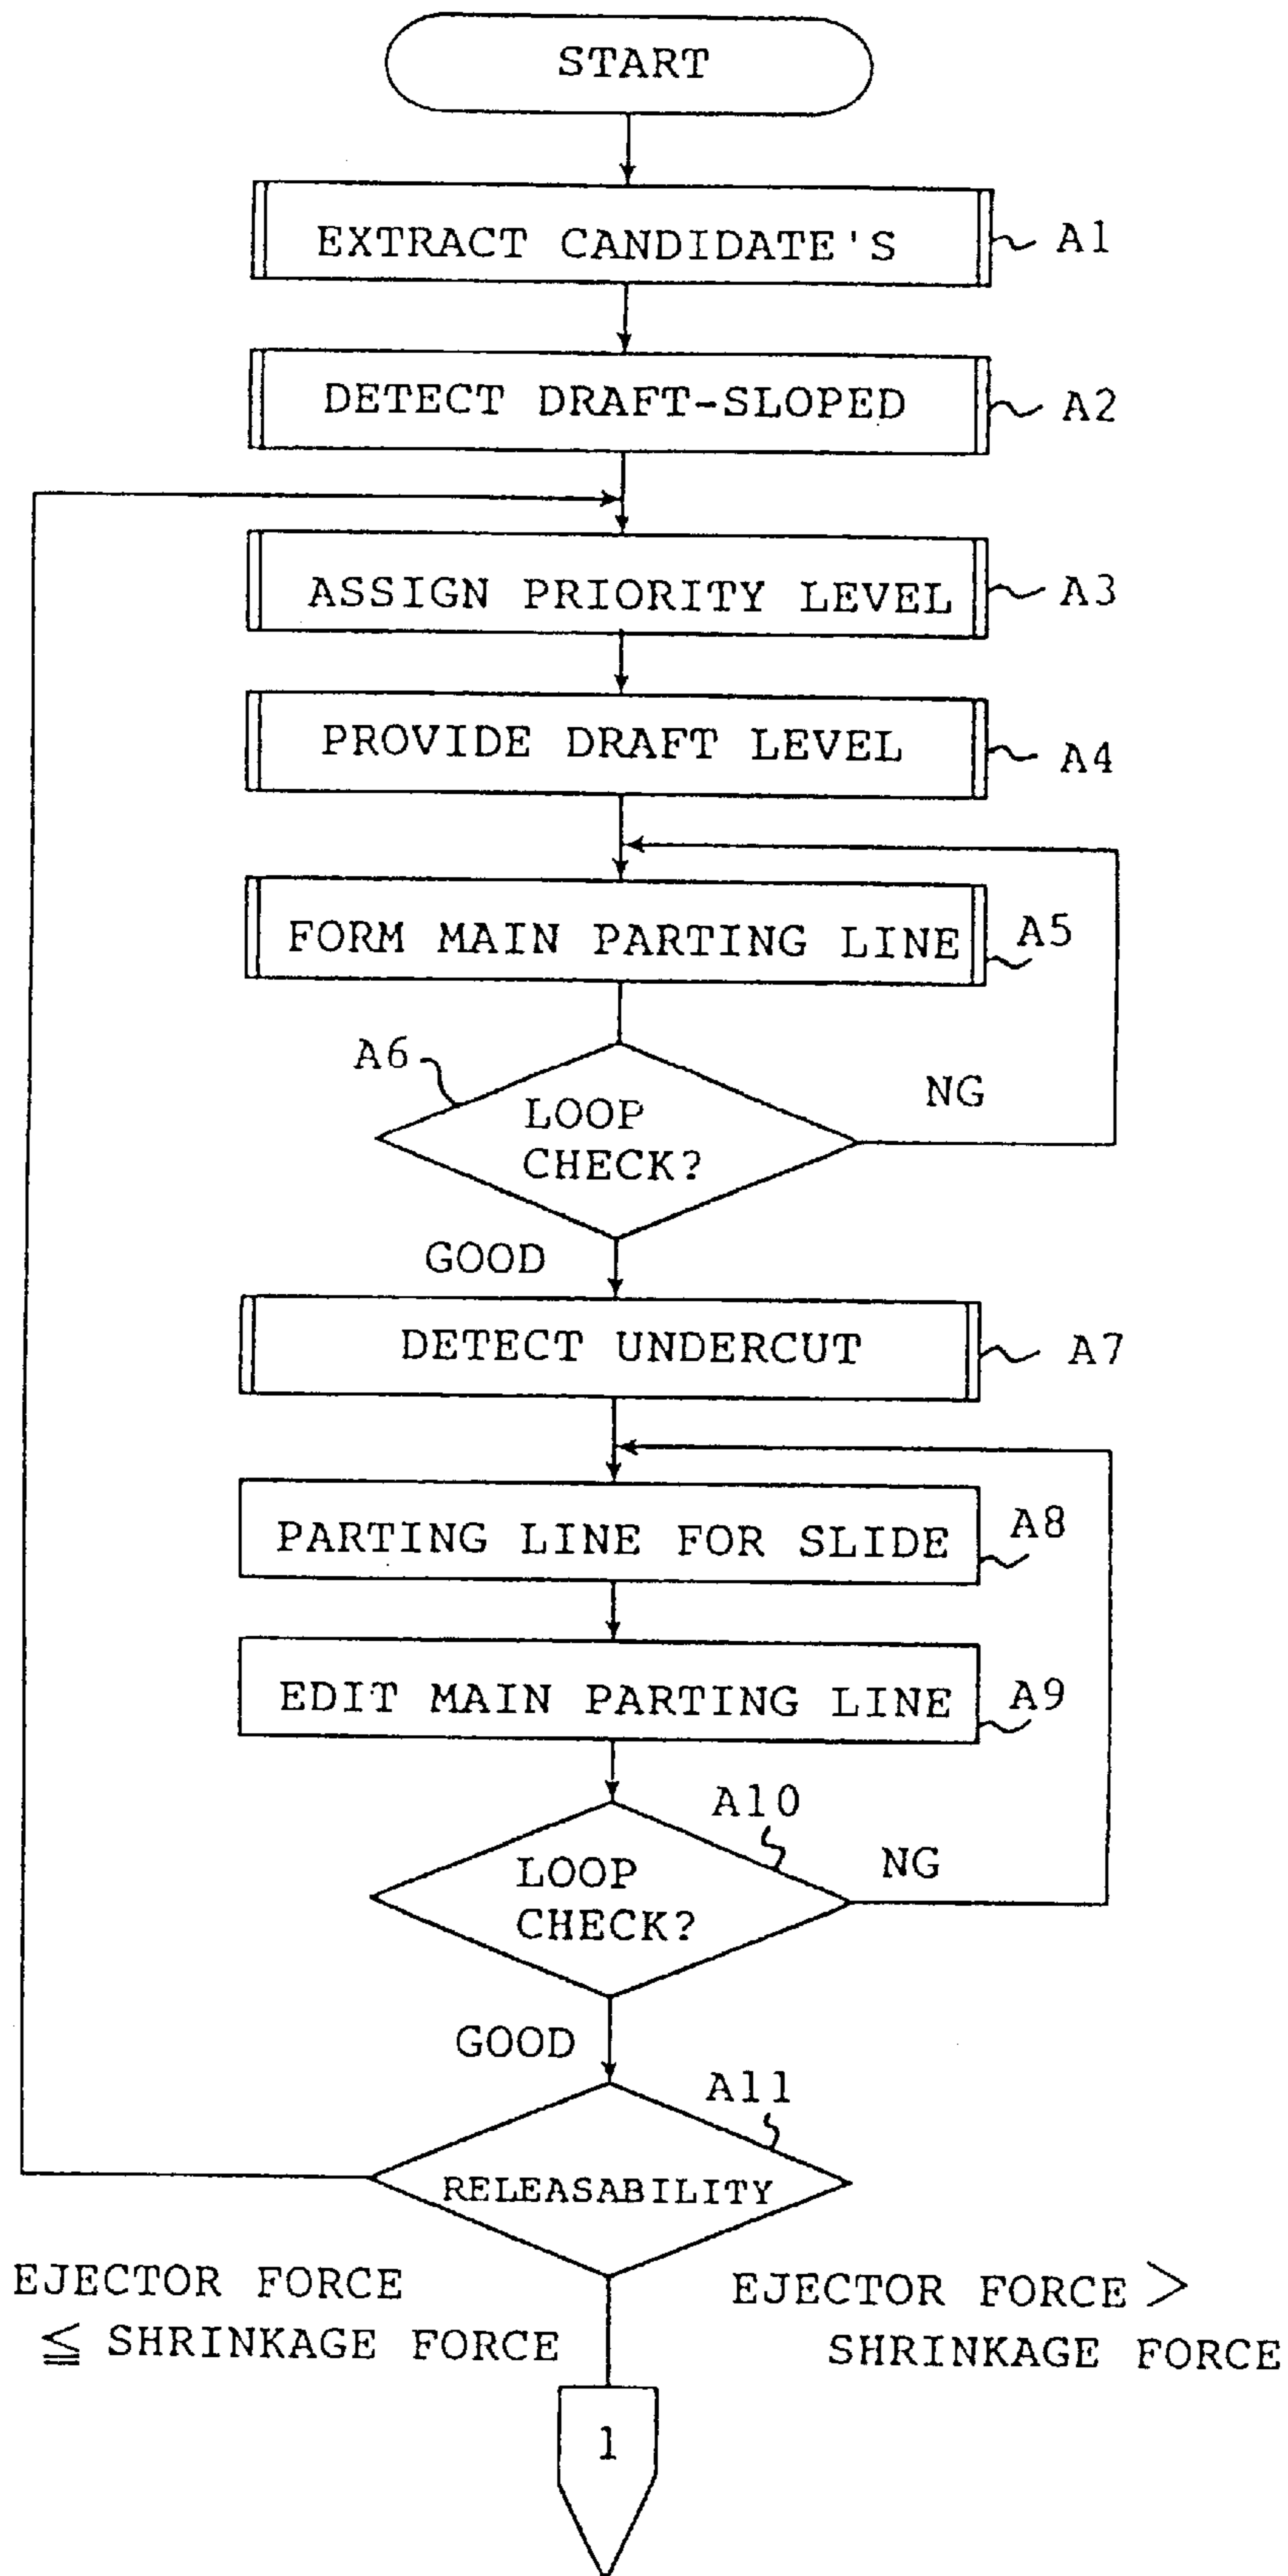 START
EXTRACT CANDIDATE'S
A1
DETECT DRAFT-SLOPED
A2
ASSIGN PRIORITY LEVEL
A3
PROVIDE DRAFT LEVEL
A4
FORM MAIN PARTING LINE
A5
A6
LOOP
CHECK?
NG
GOOD
DETECT UNDERCUT
A7
PARTING LINE FOR SLIDE
A8
EDIT MAIN PARTING LINE
A9
A10
LOOP
CHECK?
NG
GOOD
A11
RELEASABILITY
EJECTOR FORCE
≦ SHRINKAGE FORCE
EJECTOR FORCE >
SHRINKAGE FORCE
1